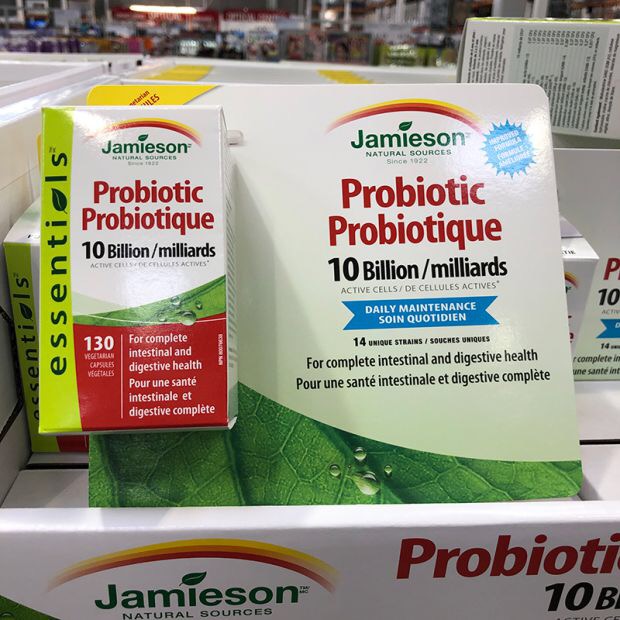 Jamieson
NATURAL SOURCES
Since 1922
Probiotic
Probiotique
10 Billion/milliards
ACTIVE CELLS / DE CELLULES ACTIVES*
essentials
130
VEGETARIAN
CAPSULES
VÉGÉTALES
For complete
intestinal and
digestive health
Pour une santé
intestinale et
digestive complète
CAPSULES
Jamieson
NATURAL SOURCES
Since 1922
IMPROVED
FORMULA
FORMULE
AMÉLIORÉE
Probiotic
Probiotique
10 Billion/milliards
ACTIVE CELLS / DE CELLULES ACTIVES*
DAILY MAINTENANCE
SOIN QUOTIDIEN
14 UNIQUE STRAINS / SOUCHES UNIQUES
For complete intestinal and digestive health
Pour une santé intestinale et digestive complète
Jamieson™
NATURAL SOURCES
Probioti
10 Bi